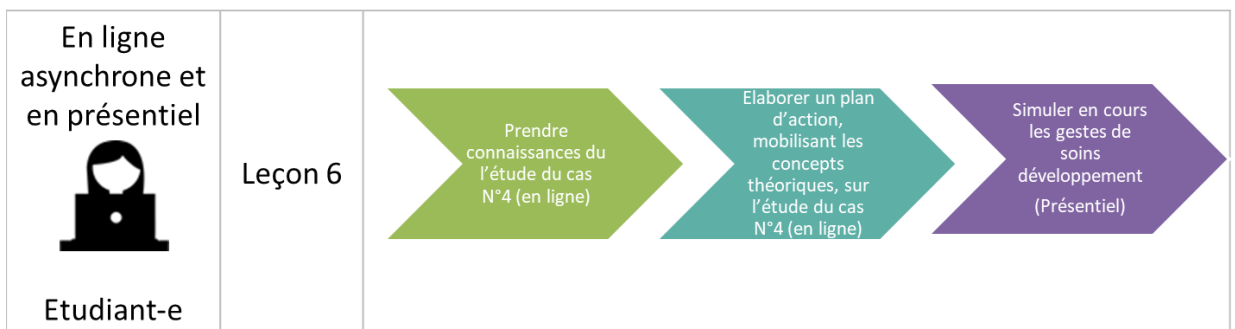 En ligne
asynchrone et
en présentiel
Etudiant-e
Leçon 6
Prendre
connaissances du
l'étude du cas
N°4 (en ligne)
Elaborer un plan
d'action,
mobilisant les
concepts
théoriques, sur
l'étude du cas
N°4 (en ligne)
Simuler en cours
les gestes de
soins
développement
(Présentiel)